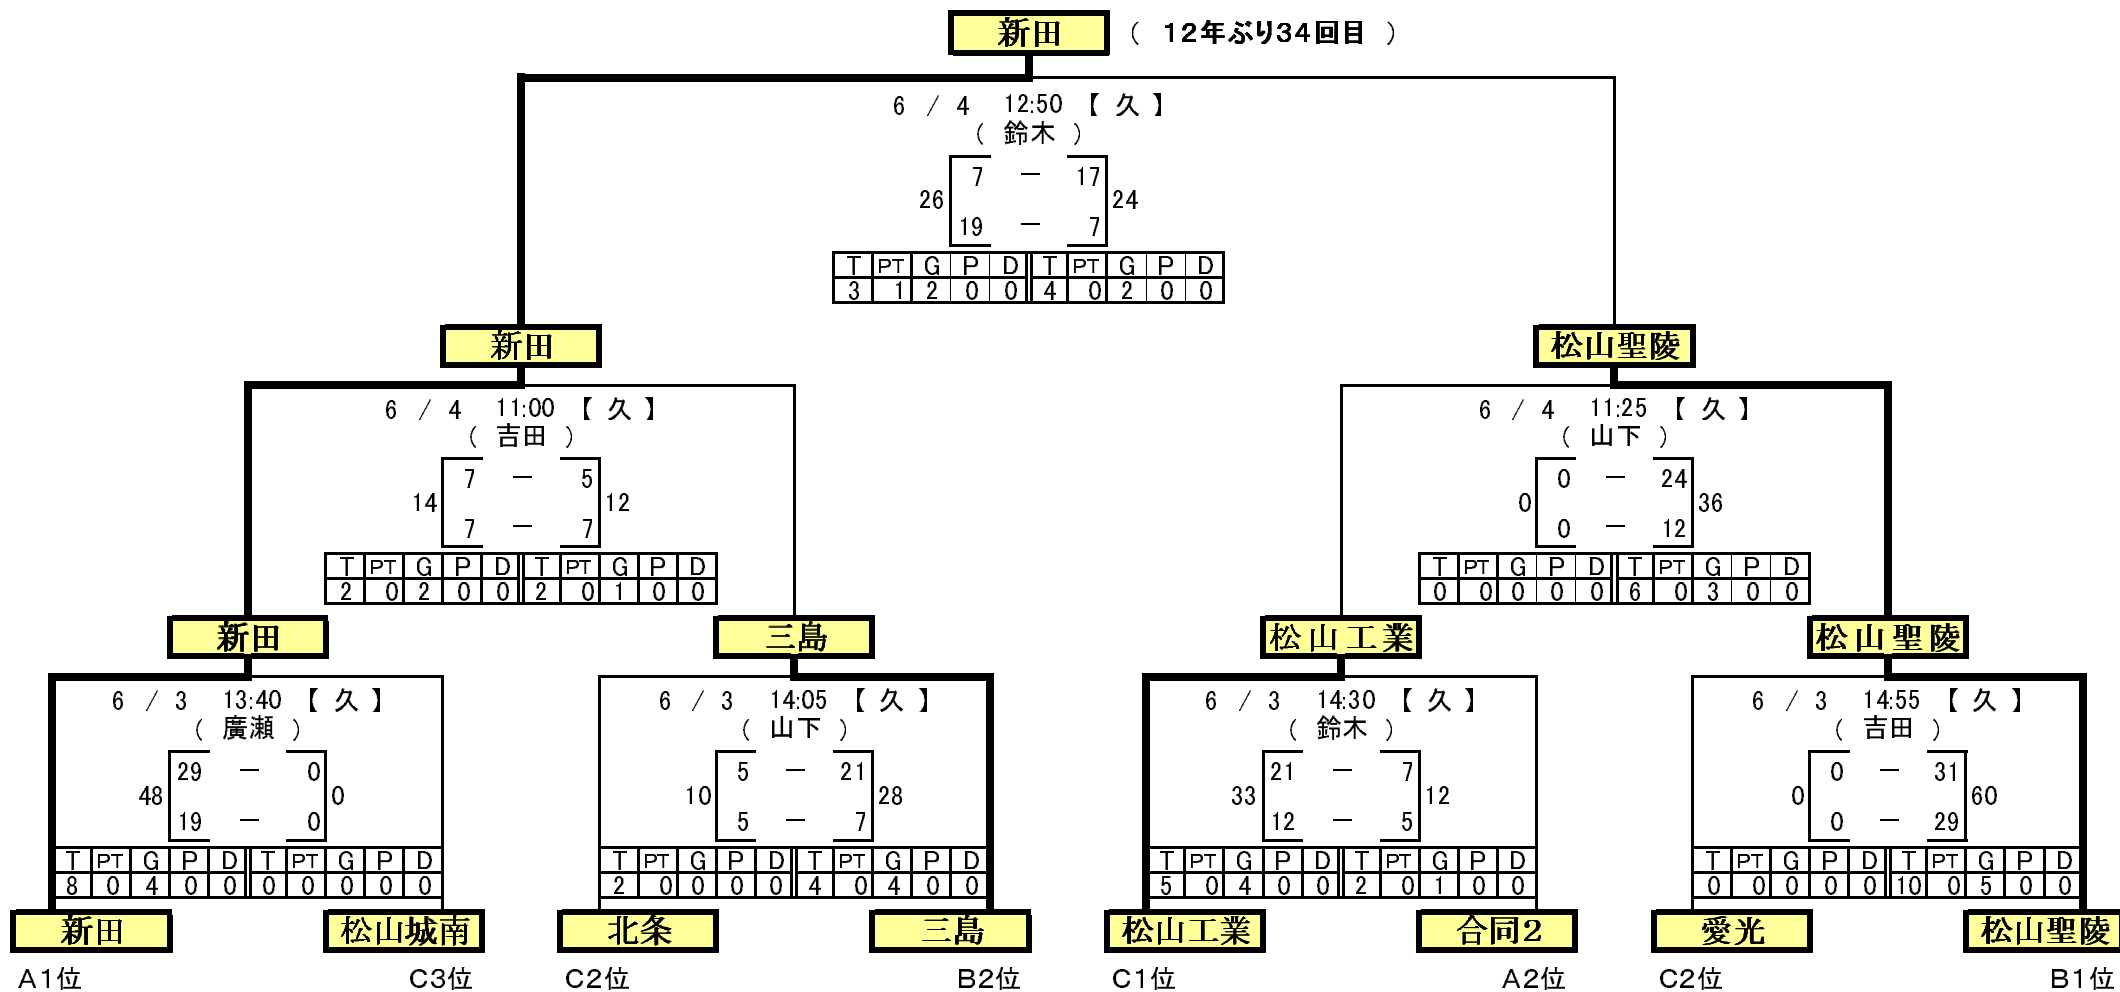 新田 （ 12年ぶり34回目 ）
6 / 4 12:50 【 久 】
（ 鈴木 ）
7 － 17
26 24
19 － 7
T PT G P D T PT G P D
3 1 2 0 0 4 0 2 0 0
新田 松山聖陵
6 / 4 11:00 【 久 】 6 / 4 11:25 【 久 】
（ 吉田 ） （ 山下 ）
7 － 5 0 － 24
14 12 0 36
7 － 7 0 － 12
T PT G P D T PT G P D T PT G P D T PT G P D
2 0 2 0 0 2 0 1 0 0 0 0 0 0 0 6 0 3 0 0
新田 三島 松山工業 松山聖陵
6 / 3 13:40 【 久 】 6 / 3 14:05 【 久 】 6 / 3 14:30 【 久 】 6 / 3 14:55 【 久 】
（ 廣瀬 ） （ 山下 ） （ 鈴木 ） （ 吉田 ）
29 － 0 5 － 21 21 － 7 0 － 31
48 0 10 28 33 12 0 60
19 － 0 5 － 7 12 － 5 0 － 29
T PT G P D T PT G P D T PT G P D T PT G P D T PT G P D T PT G P D T PT G P D T PT G P D
8 0 4 0 0 0 0 0 0 0 2 0 0 0 0 4 0 4 0 0 5 0 4 0 0 2 0 1 0 0 0 0 0 0 0 10 0 5 0 0
新田 松山城南 北条 三島 松山工業 合同2 愛光 松山聖陵
A1位 C3位 C2位 B2位 C1位 A2位 C2位 B1位